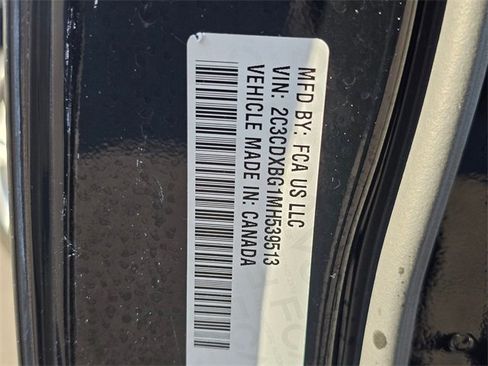 MFD BY: FCA US LLC
VIN: 2C3CDXBG1MH539513
VEHICLE MADE IN: CANADA